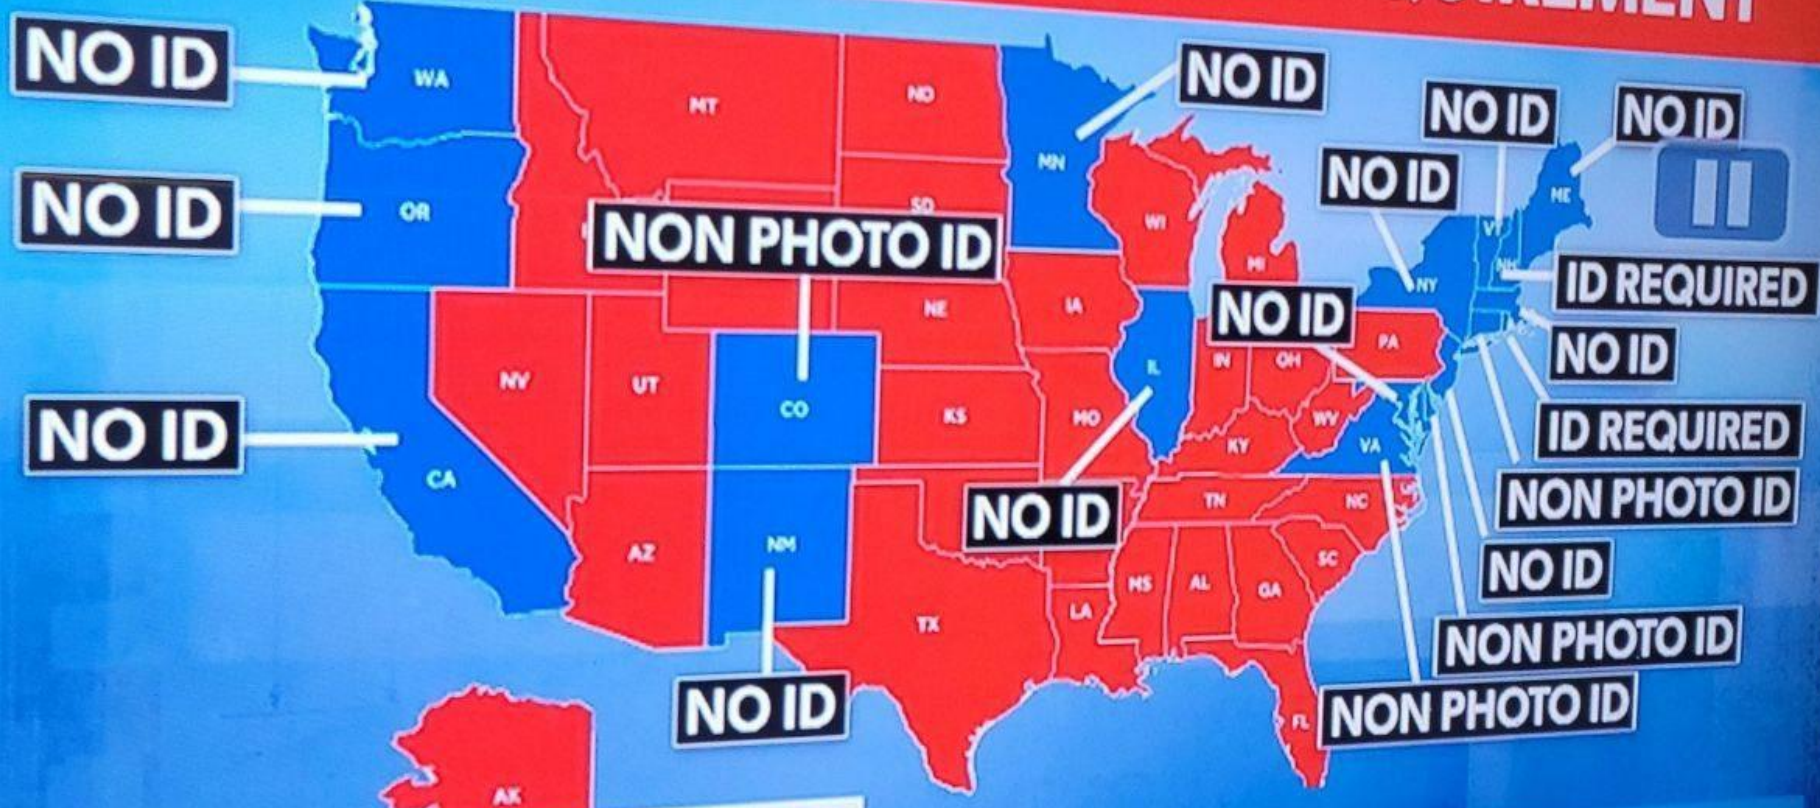 NO ID
WA
MT
ND
NO ID
NO ID
NO ID
NO ID
MN
ME
NO ID
OR
SD
WI
VT
NON PHOTO ID
MI
NH
ID REQUIRED
NY
NO ID
NE
IA
PA
NO ID
NV
UT
CO
IL
IN
OH
KS
MO
WV
ID REQUIRED
NO ID
CA
KY
VA
NON PHOTO ID
NO ID
TN
NC
AZ
NM
SC
NO ID
MS
AL
GA
TX
LA
NON PHOTO ID
NO ID
FL
NON PHOTO ID
AK